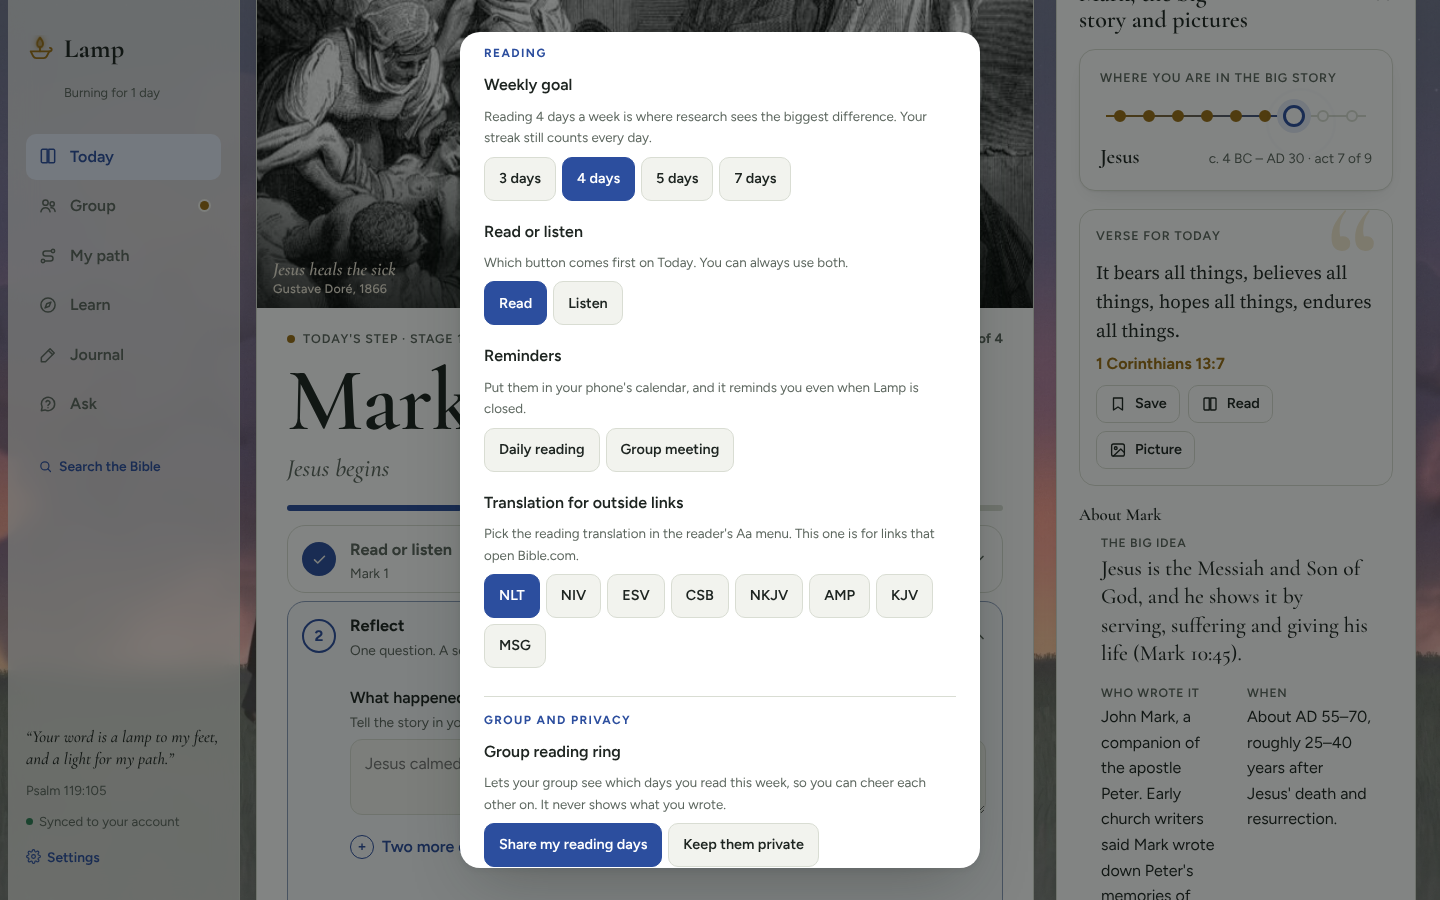 Lamp
Burning for 1 day
Today
Group
My path
Learn
Journal
Ask
Search the Bible
“Your word is a lamp to my feet,
and a light for my path.”
Psalm 119:105
Synced to your account
Settings
Jesus heals the sick
Gustave Doré, 1866
TODAY'S STEP · STAGE 1
of 4
Mark
Jesus begins
Read or listen
Mark 1
2
Reflect
One question. A s
What happened
Tell the story in yo
Jesus calmed
+ Two more
READING
Weekly goal
Reading 4 days a week is where research sees the biggest difference. Your
streak still counts every day.
3 days
4 days
5 days
7 days
Read or listen
Which button comes first on Today. You can always use both.
Read
Listen
Reminders
Put them in your phone's calendar, and it reminds you even when Lamp is
closed.
Daily reading
Group meeting
Translation for outside links
Pick the reading translation in the reader's Aa menu. This one is for links that
open Bible.com.
NLT
NIV
ESV
CSB
NKJV
AMP
KJV
MSG
GROUP AND PRIVACY
Group reading ring
Lets your group see which days you read this week, so you can cheer each
other on. It never shows what you wrote.
Share my reading days
Keep them private
story and pictures
WHERE YOU ARE IN THE BIG STORY
Jesus
c. 4 BC – AD 30 · act 7 of 9
VERSE FOR TODAY
It bears all things, believes all
things, hopes all things, endures
all things.
1 Corinthians 13:7
Save
Read
Picture
About Mark
THE BIG IDEA
Jesus is the Messiah and Son of
God, and he shows it by
serving, suffering and giving his
life (Mark 10:45).
WHO WROTE IT
John Mark, a
companion of
the apostle
Peter. Early
church writers
said Mark wrote
down Peter's
memories of
WHEN
About AD 55–70,
roughly 25–40
years after
Jesus' death and
resurrection.